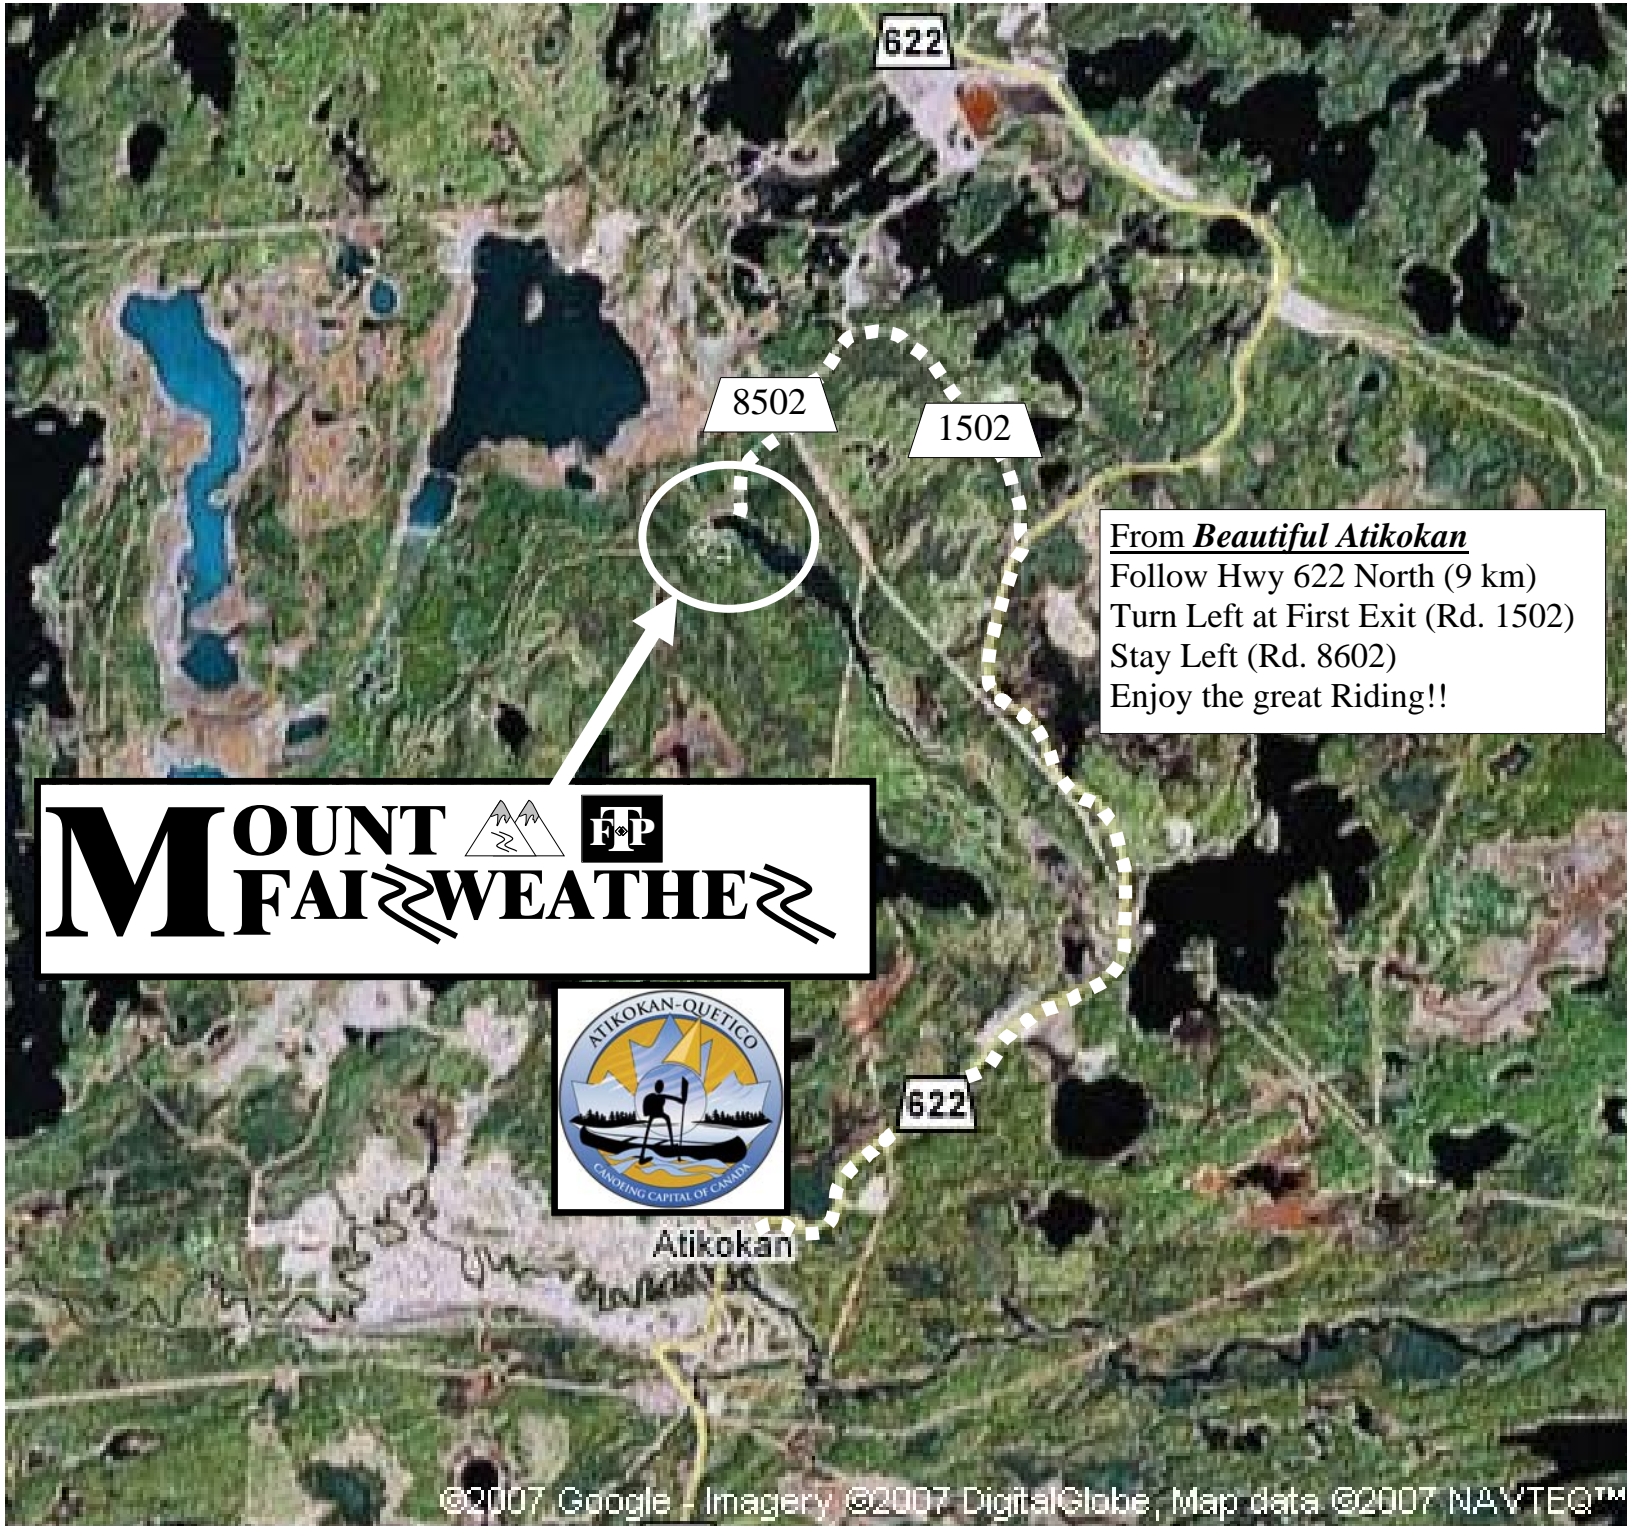 622
8502
1502
From Beautiful Atikokan
Follow Hwy 622 North (9 km)
Turn Left at First Exit (Rd. 1502)
Stay Left (Rd. 8602)
Enjoy the great Riding!!
MOUNT
FTP
FAIRWEATHER
ATIKOKAN-QUETICO
CANOEING CAPITAL OF CANADA
622
Atikokan
©2007 Google - Imagery ©2007 DigitalGlobe, Map data ©2007 NAVTEQ™